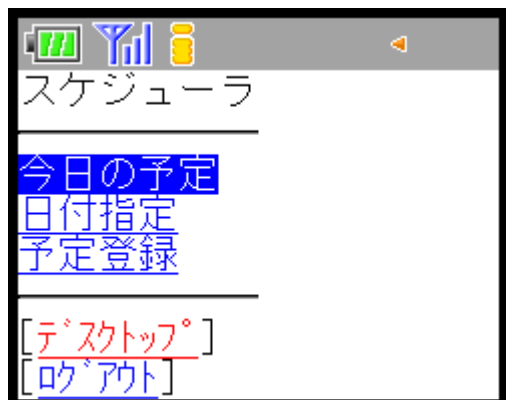 スケジューラ
今日の予定
日付指定
予定登録
[ﾃﾞｽｸﾄｯﾌﾟ]
[ﾛｸﾞｱｳﾄ]